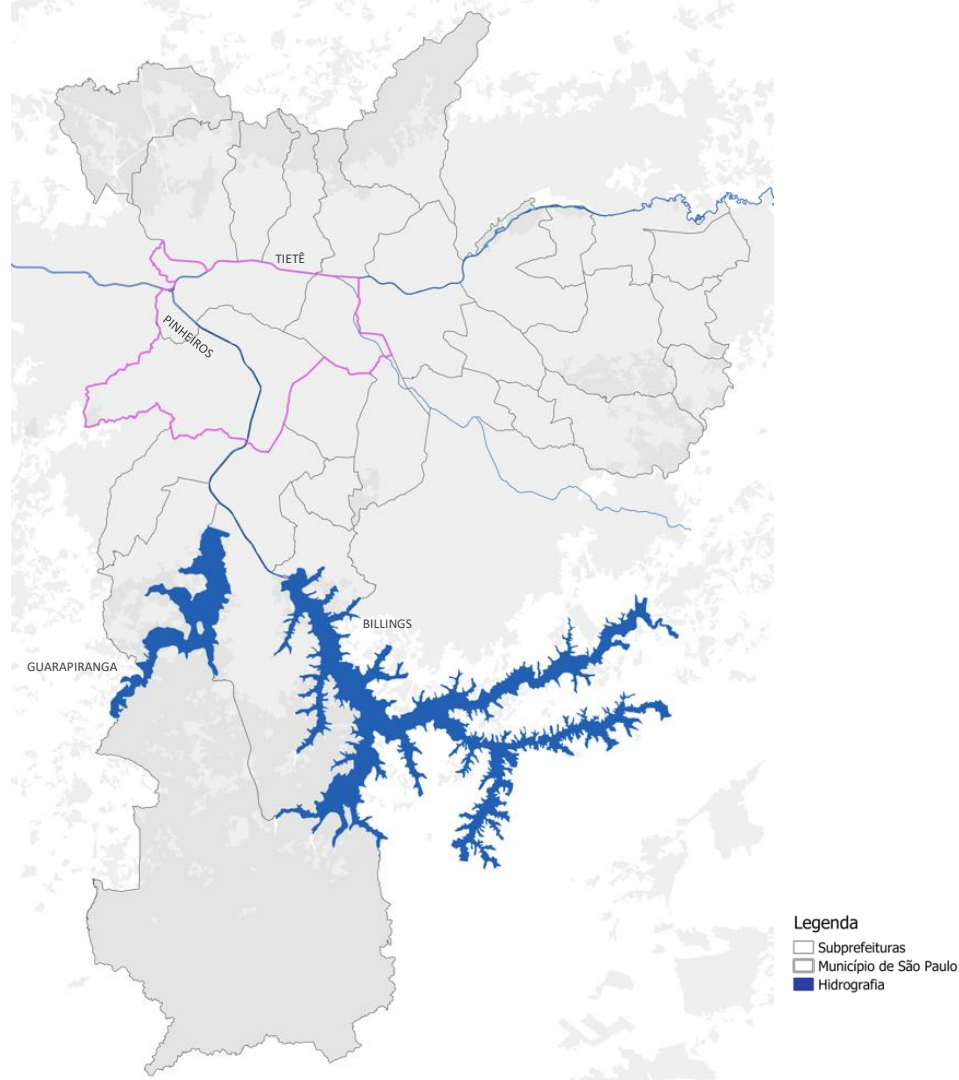 TIETÊ
PINHEIROS
BILLINGS
GUARAPIRANGA
Legenda
Subprefeituras
Município de São Paulo
Hidrografia